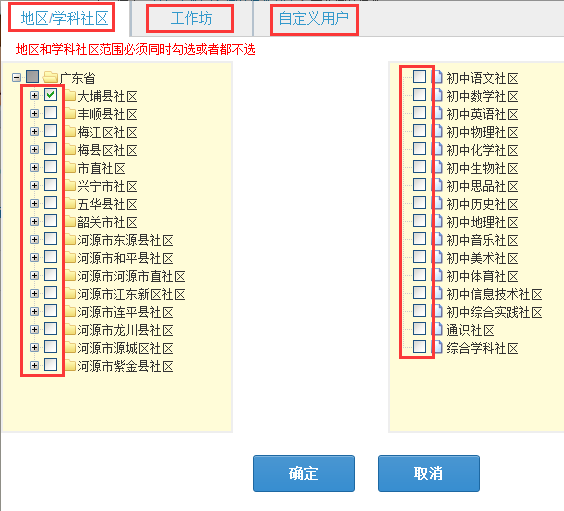 地区/学科社区 工作坊 自定义用户
地区和学科社区范围必须同时勾选或者都不选
广东省
大埔县社区
丰顺县社区
梅江区社区
梅县区社区
市直社区
兴宁市社区
五华县社区
韶关市社区
河源市东源县社区
河源市和平县社区
河源市河源市直社区
河源市江东新区社区
河源市连平县社区
河源市龙川县社区
河源市源城区社区
河源市紫金县社区
初中语文社区
初中数学社区
初中英语社区
初中物理社区
初中化学社区
初中生物社区
初中思品社区
初中历史社区
初中地理社区
初中音乐社区
初中美术社区
初中体育社区
初中信息技术社区
初中综合实践社区
通识社区
综合学科社区
确定 取消